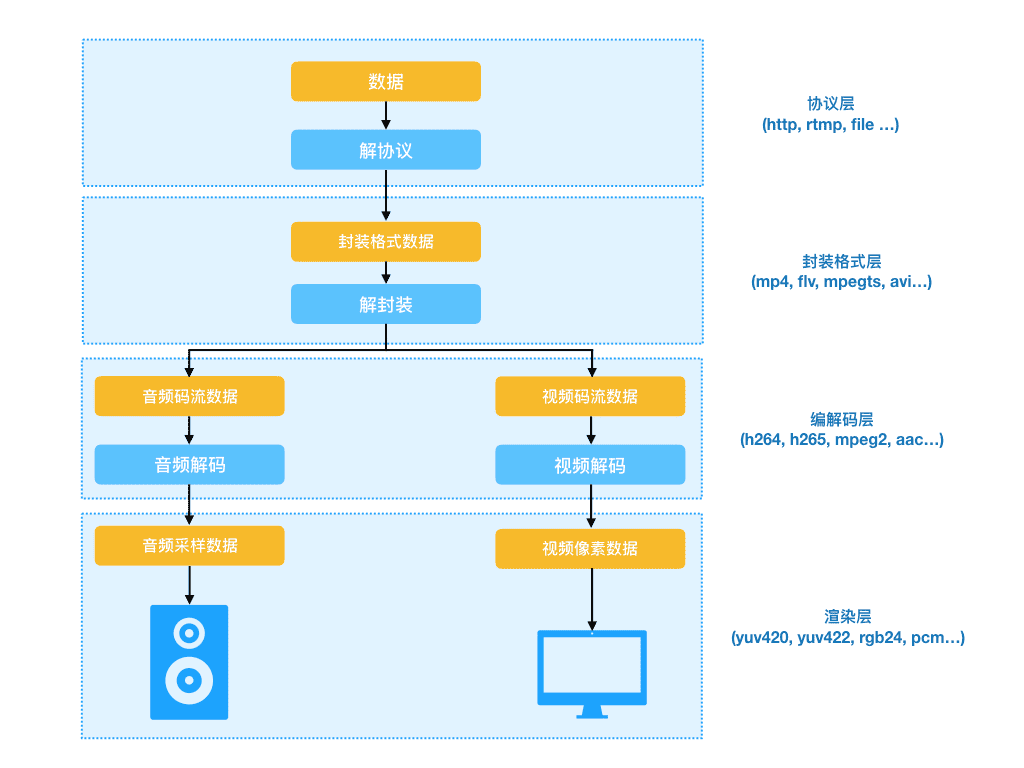 数据
解协议
协议层
(http, rtmp, file ...)
封装格式数据
解封装
封装格式层
(mp4, flv, mpegts, avi...)
音频码流数据
视频码流数据
音频解码
视频解码
编解码层
(h264, h265, mpeg2, aac...)
音频采样数据
视频像素数据
渲染层
(yuv420, yuv422, rgb24, pcm...)